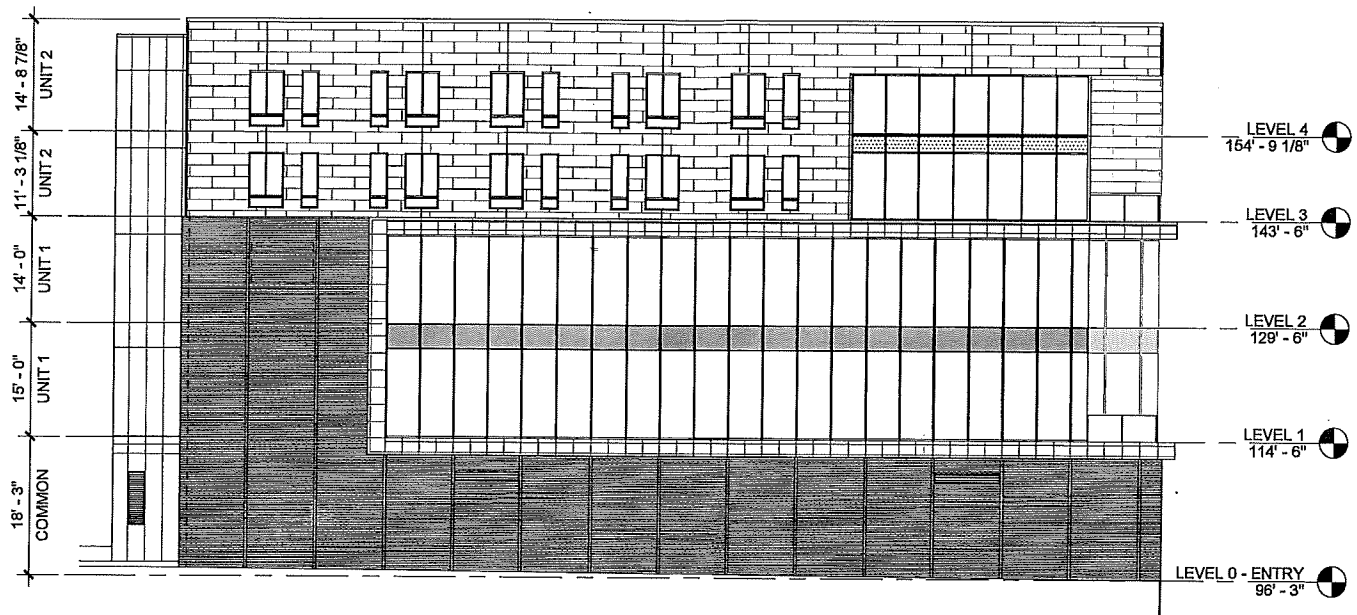 14' - 8 7/8"
UNIT 2
11' - 3 1/8"
UNIT 2
14' - 0"
UNIT 1
15' - 0"
UNIT 1
18' - 3"
COMMON
LEVEL 4
154' - 9 1/8"
LEVEL 3
143' - 6"
LEVEL 2
129' - 6"
LEVEL 1
114' - 6"
LEVEL 0 - ENTRY
96' - 3"